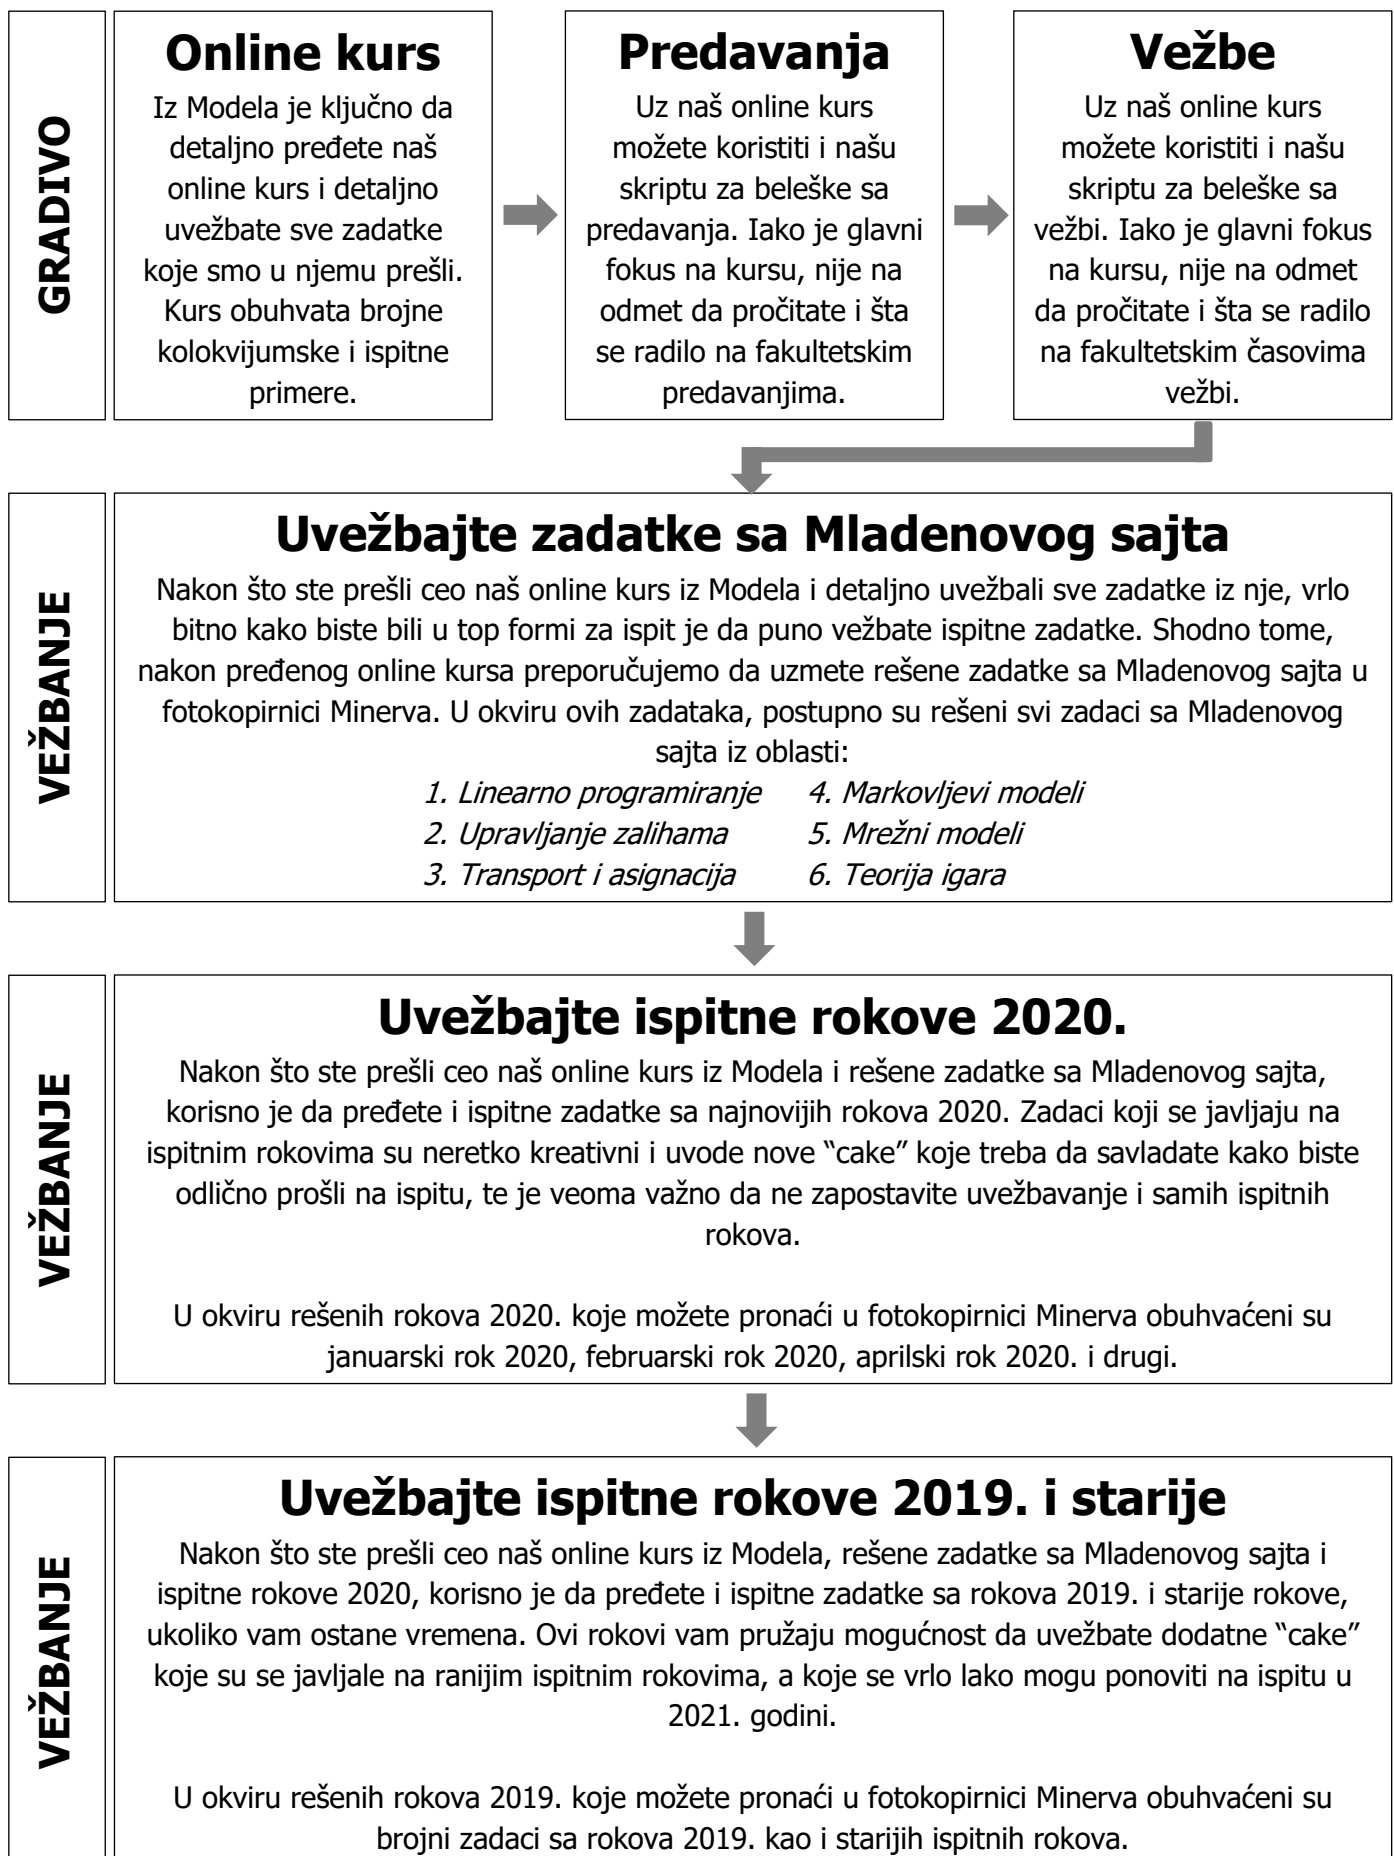 GRADIVO
Online kurs
Iz Modela je ključno da
detaljno pređete naš
online kurs i detaljno
uvežbate sve zadatke
koje smo u njemu prešli.
Kurs obuhvata brojne
kolokvijumske i ispitne
primere.
Predavanja
Uz naš online kurs
možete koristiti i našu
skriptu za beleške sa
predavanja. Iako je glavni
fokus na kursu, nije na
odmet da pročitate i šta
se radilo na fakultetskim
predavanjima.
Vežbe
Uz naš online kurs
možete koristiti i našu
skriptu za beleške sa
vežbi. Iako je glavni fokus
na kursu, nije na odmet
da pročitate i šta se radilo
na fakultetskim časovima
vežbi.
VEŽBANJE
Uvežbajte zadatke sa Mladenovog sajta
Nakon što ste prešli ceo naš online kurs iz Modela i detaljno uvežbali sve zadatke iz nje, vrlo
bitno kako biste bili u top formi za ispit je da puno vežbate ispitne zadatke. Shodno tome,
nakon pređenog online kursa preporučujemo da uzmete rešene zadatke sa Mladenovog sajta u
fotokopirnici Minerva. U okviru ovih zadataka, postupno su rešeni svi zadaci sa Mladenovog
sajta iz oblasti:
1. Linearno programiranje
2. Upravljanje zalihama
3. Transport i asignacija
4. Markovljevi modeli
5. Mrežni modeli
6. Teorija igara
VEŽBANJE
Uvežbajte ispitne rokove 2020.
Nakon što ste prešli ceo naš online kurs iz Modela i rešene zadatke sa Mladenovog sajta,
korisno je da pređete i ispitne zadatke sa najnovijih rokova 2020. Zadaci koji se javljaju na
ispitnim rokovima su neretko kreativni i uvode nove “cake” koje treba da savladate kako biste
odlično prošli na ispitu, te je veoma važno da ne zapostavite uvežbavanje i samih ispitnih
rokova.
U okviru rešenih rokova 2020. koje možete pronaći u fotokopirnici Minerva obuhvaćeni su
januarski rok 2020, februarski rok 2020, aprilski rok 2020. i drugi.
VEŽBANJE
Uvežbajte ispitne rokove 2019. i starije
Nakon što ste prešli ceo naš online kurs iz Modela, rešene zadatke sa Mladenovog sajta i
ispitne rokove 2020, korisno je da pređete i ispitne zadatke sa rokova 2019. i starije rokove,
ukoliko vam ostane vremena. Ovi rokovi vam pružaju mogućnost da uvežbate dodatne “cake”
koje su se javljale na ranijim ispitnim rokovima, a koje se vrlo lako mogu ponoviti na ispitu u
2021. godini.
U okviru rešenih rokova 2019. koje možete pronaći u fotokopirnici Minerva obuhvaćeni su
brojni zadaci sa rokova 2019. kao i starijih ispitnih rokova.